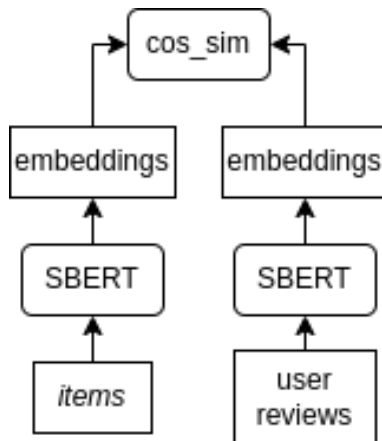 cos_sim
embeddings
embeddings
SBERT
SBERT
items
user
reviews